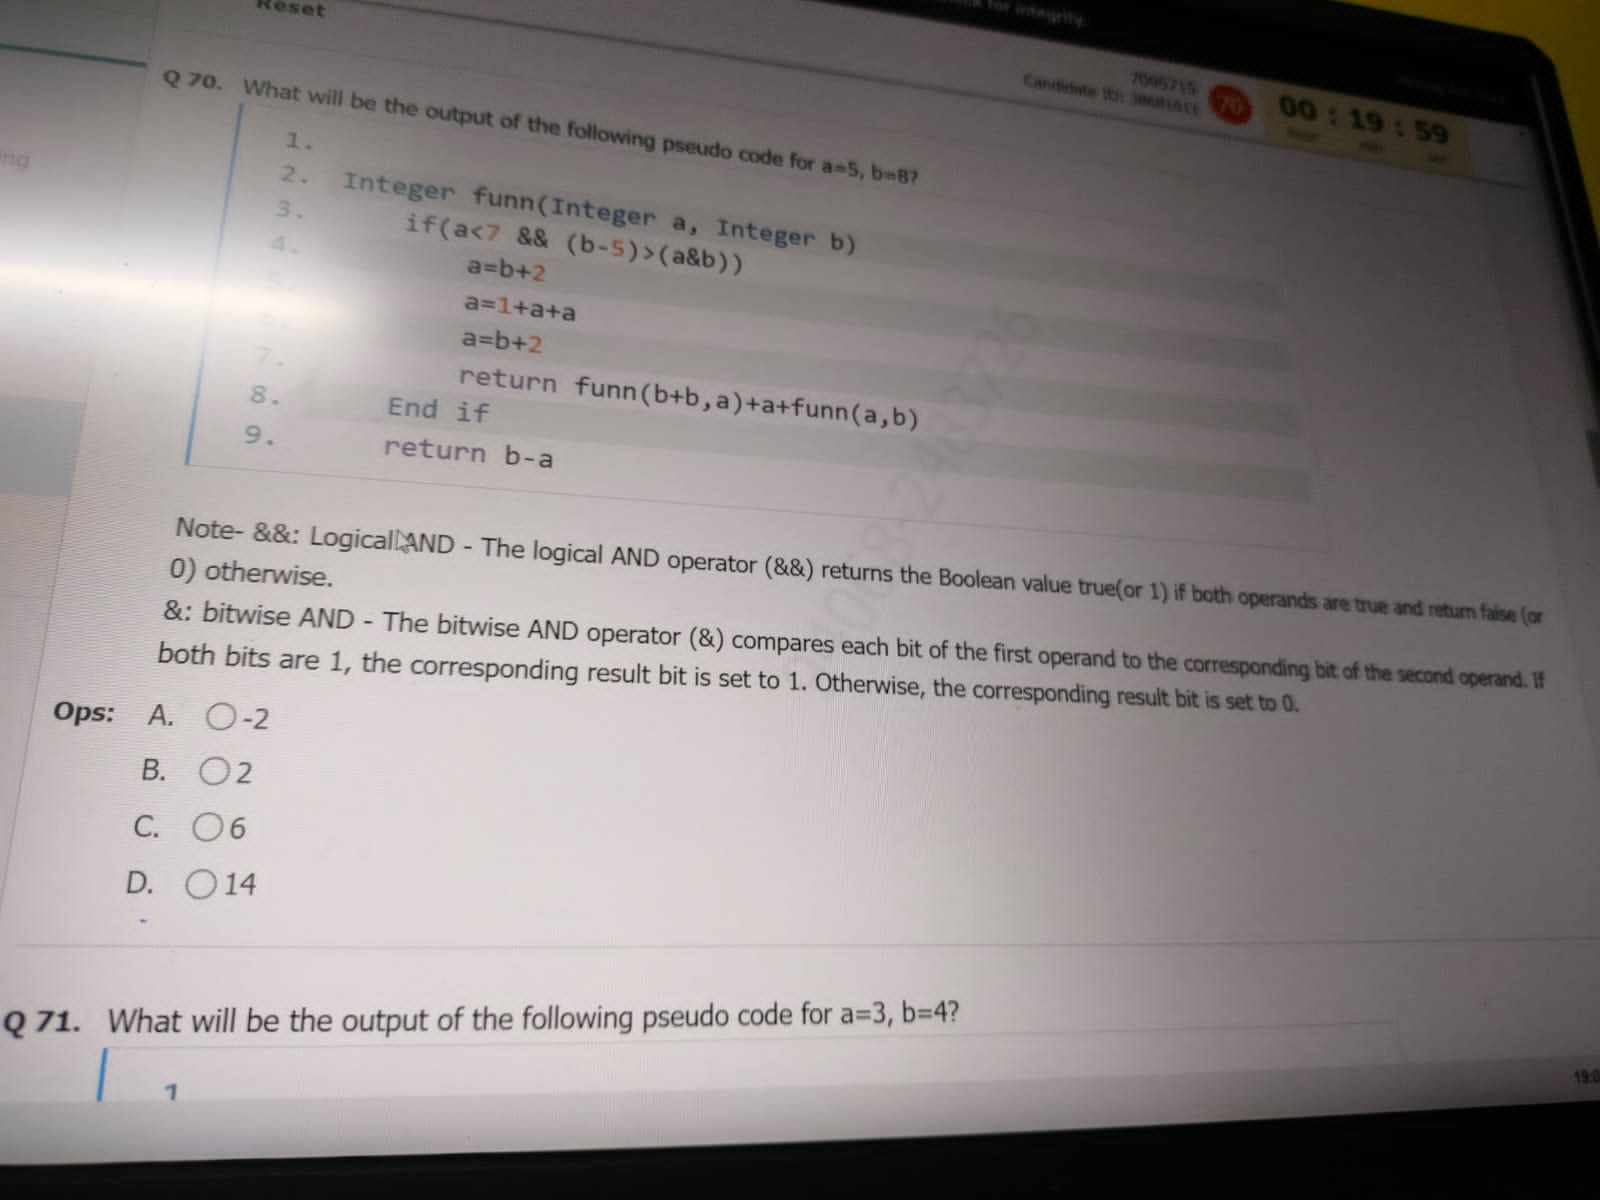 Reset
for integrity.
7005715
Candidate ID:
70
00 : 19 : 59
Q 70. What will be the output of the following pseudo code for a=5, b=8?
1.
2. Integer funn(Integer a, Integer b)
3. if(a<7 && (b-5)>(a&b))
4. a=b+2
5. a=1+a+a
6. a=b+2
7. return funn(b+b,a)+a+funn(a,b)
8. End if
9. return b-a
Note- &&: Logical AND - The logical AND operator (&&) returns the Boolean value true(or 1) if both operands are true and return false (or
0) otherwise.
&: bitwise AND - The bitwise AND operator (&) compares each bit of the first operand to the corresponding bit of the second operand. If
both bits are 1, the corresponding result bit is set to 1. Otherwise, the corresponding result bit is set to 0.
Ops: A. -2
B. 2
C. 6
D. 14
Q 71. What will be the output of the following pseudo code for a=3, b=4?
1